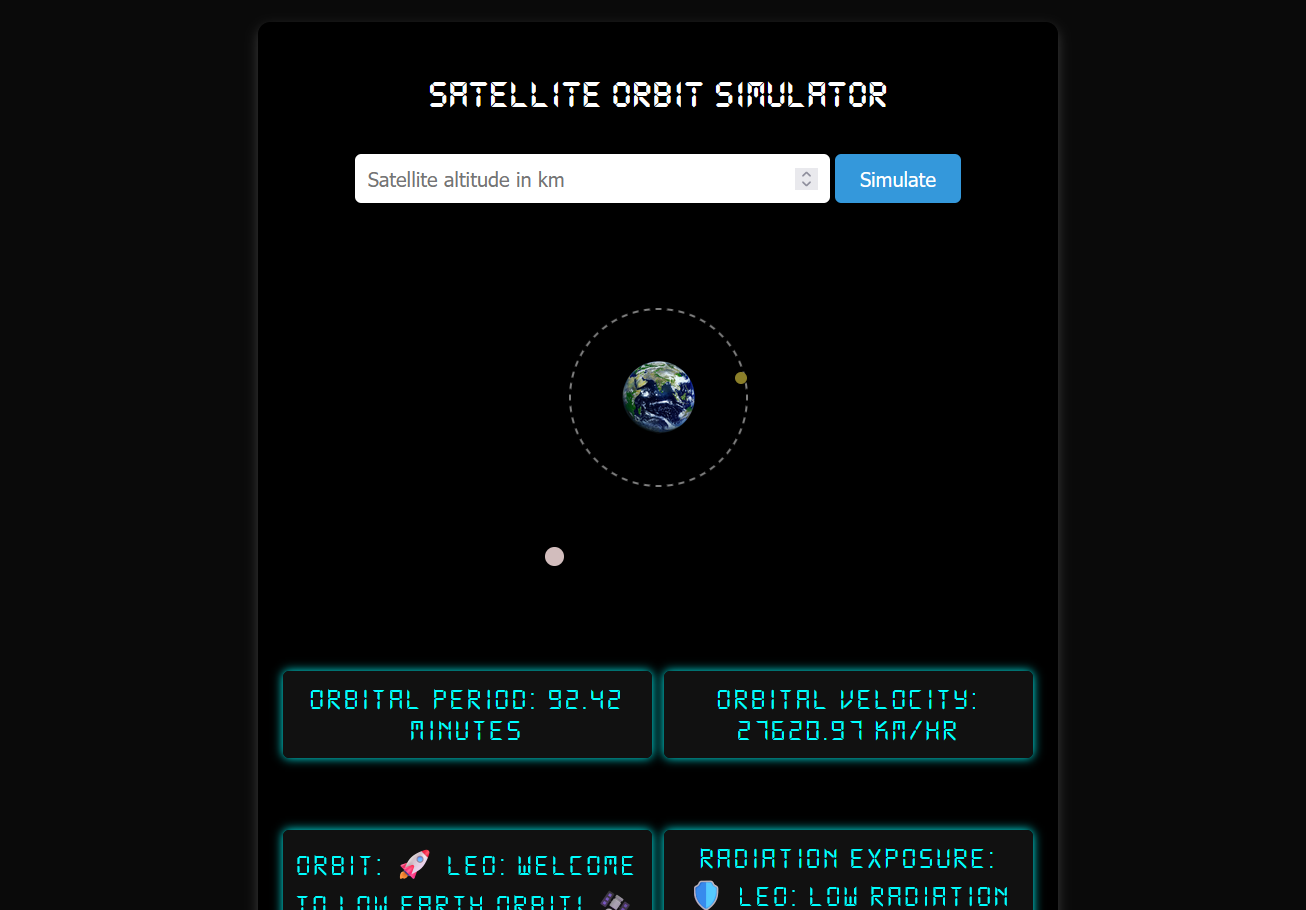 SATELLITE ORBIT SIMULATOR
Satellite altitude in km
Simulate
ORBITAL PERIOD: 92.42
MINUTES
ORBITAL VELOCITY:
27620.97 KM/HR
ORBIT: 🚀 LEO: WELCOME
TO LOW EARTH ORBIT! 🛰️
RADIATION EXPOSURE:
🛡️ LEO: LOW RADIATION